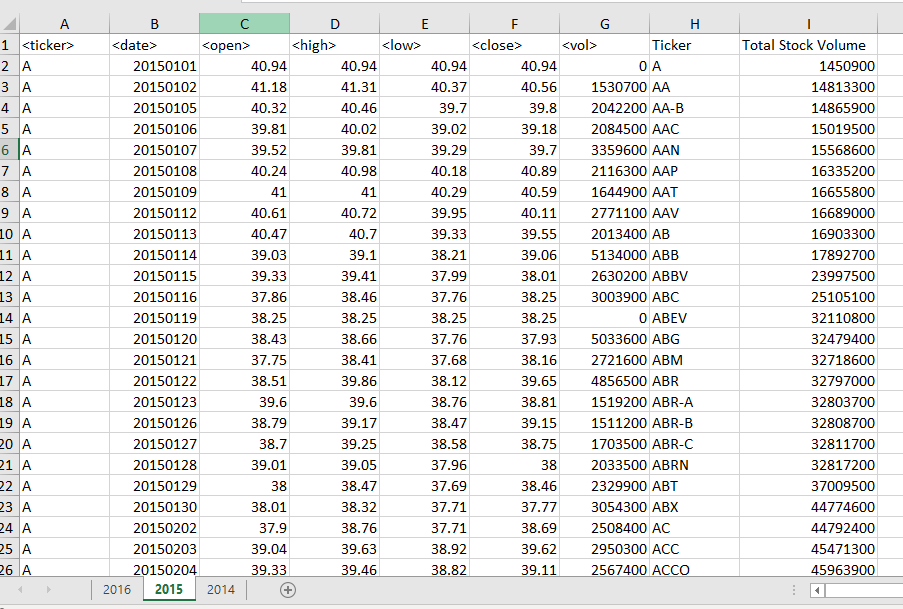 A B C D E F G H I
1 <ticker> <date> <open> <high> <low> <close> <vol> Ticker Total Stock Volume
2 A 20150101 40.94 40.94 40.94 40.94 0 A 1450900
3 A 20150102 41.18 41.31 40.37 40.56 1530700 AA 14813300
4 A 20150105 40.32 40.46 39.7 39.8 2042200 AA-B 14865900
5 A 20150106 39.81 40.02 39.02 39.18 2084500 AAC 15019500
6 A 20150107 39.52 39.81 39.29 39.7 3359600 AAN 15568600
7 A 20150108 40.24 40.98 40.18 40.89 2116300 AAP 16335200
8 A 20150109 41 41 40.29 40.59 1644900 AAT 16655800
9 A 20150112 40.61 40.72 39.95 40.11 2771100 AAV 16689000
10 A 20150113 40.47 40.7 39.33 39.55 2013400 AB 16903300
11 A 20150114 39.03 39.1 38.21 39.06 5134000 ABB 17892700
12 A 20150115 39.33 39.41 37.99 38.01 2630200 ABBV 23997500
13 A 20150116 37.86 38.46 37.76 38.25 3003900 ABC 25105100
14 A 20150119 38.25 38.25 38.25 38.25 0 ABEV 32110800
15 A 20150120 38.43 38.66 37.76 37.93 5033600 ABG 32479400
16 A 20150121 37.75 38.41 37.68 38.16 2721600 ABM 32718600
17 A 20150122 38.51 39.86 38.12 39.65 4856500 ABR 32797000
18 A 20150123 39.6 39.6 38.76 38.81 1519200 ABR-A 32803700
19 A 20150126 38.79 39.17 38.47 39.15 1511200 ABR-B 32808700
20 A 20150127 38.7 39.25 38.58 38.75 1703500 ABR-C 32811700
21 A 20150128 39.01 39.05 37.96 38 2033500 ABRN 32817200
22 A 20150129 38 38.47 37.69 38.46 2329900 ABT 37009500
23 A 20150130 38.01 38.32 37.71 37.77 3054300 ABX 44774600
24 A 20150202 37.9 38.76 37.71 38.69 2508400 AC 44792400
25 A 20150203 39.04 39.63 38.92 39.62 2950300 ACC 45471300
26 A 20150204 39.33 39.46 38.82 39.11 2567400 ACCO 45963900
2016 2015 2014